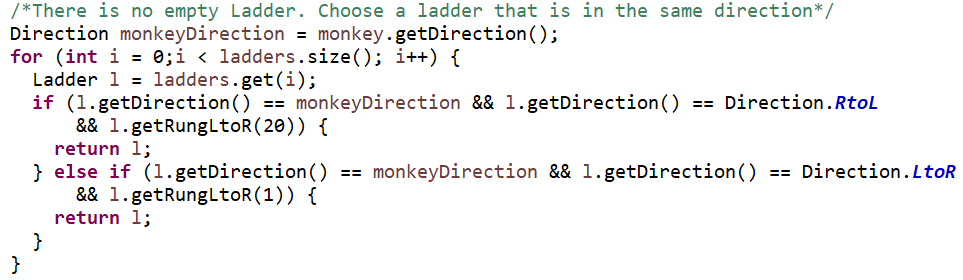 /*There is no empty Ladder. Choose a ladder that is in the same direction*/
Direction monkeyDirection = monkey.getDirection();
for (int i = 0;i < ladders.size(); i++) {
  Ladder l = ladders.get(i);
  if (l.getDirection() == monkeyDirection && l.getDirection() == Direction.RtoL
      && l.getRungLtoR(20)) {
    return l;
  } else if (l.getDirection() == monkeyDirection && l.getDirection() == Direction.LtoR
      && l.getRungLtoR(1)) {
    return l;
  }
}